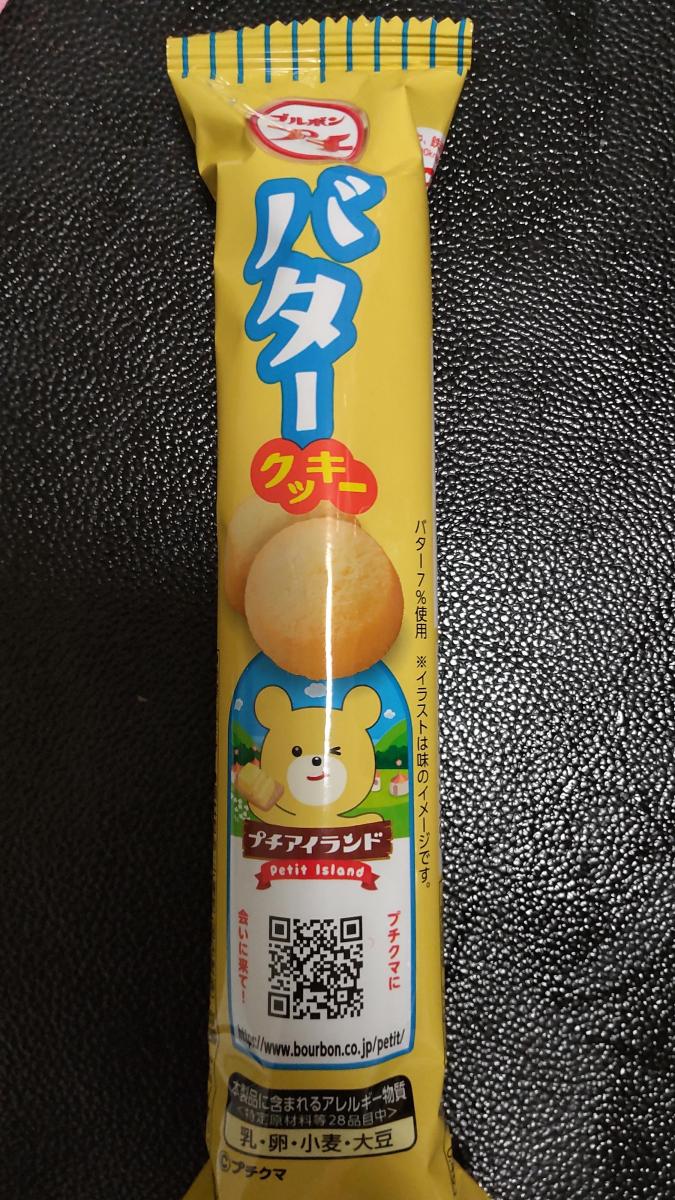 ブルボン
プチ
バター
クッキー
バター7%使用 ※イラストは味のイメージです。
プチアイランド
Petit Island
プチクマに
会いに来て!
http://www.bourbon.co.jp/petit/
本製品に含まれるアレルギー物質
<特定原材料等28品目中>
乳・卵・小麦・大豆
©プチクマ